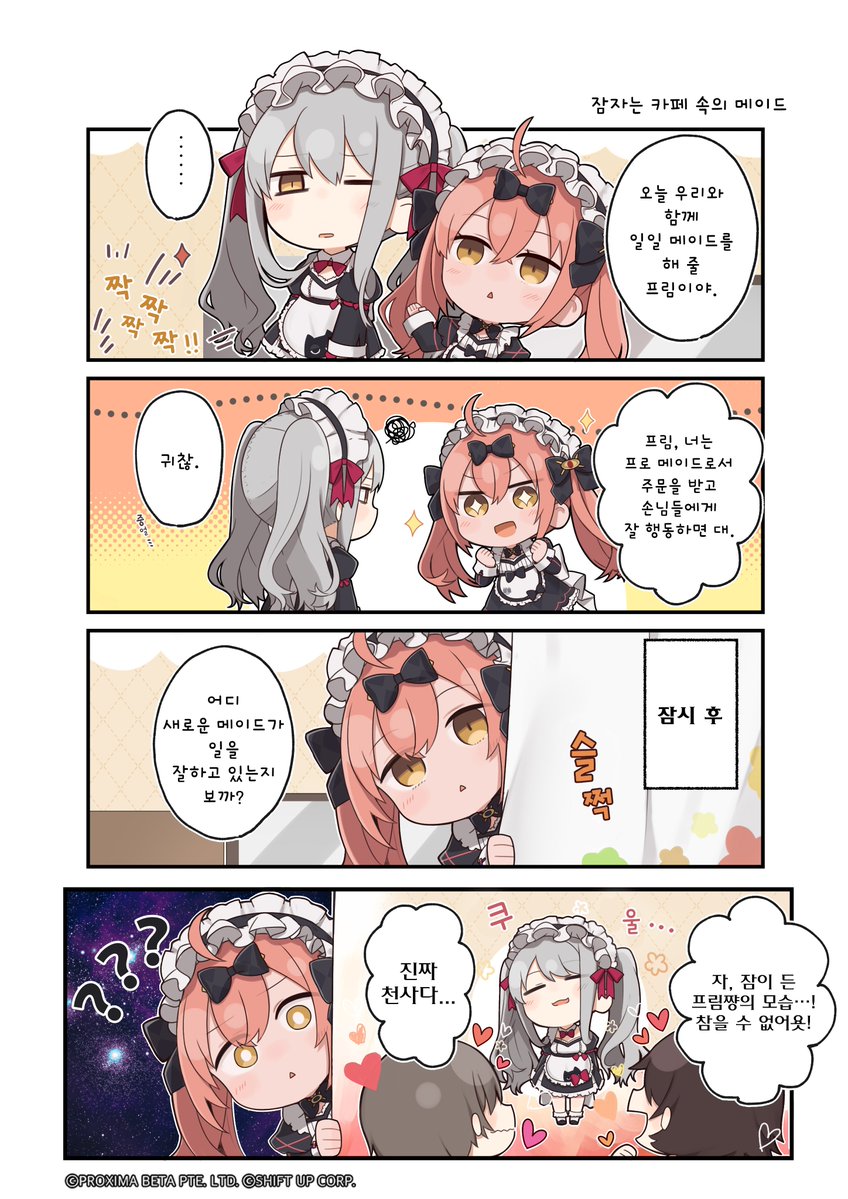 잠자는 카페 속의 메이드
오늘 우리와
함께
일일 메이드를
해 줄
프림이야.
······
짝
짝
짝
짝!!
프림, 너는
프로 메이드로서
주문을 받고
손님들에게
잘 행동하면 대.
귀찮.
중얼...
잠시 후
슬
쩍
어디
새로운 메이드가
일을
잘하고 있는지
보까?
???
쿠
울...
진짜
천사다...
자, 잠이 든
프림쨩의 모습…!
참을 수 없어욧!
©PROXIMA BETA PTE. LTD. ©SHIFT UP CORP.